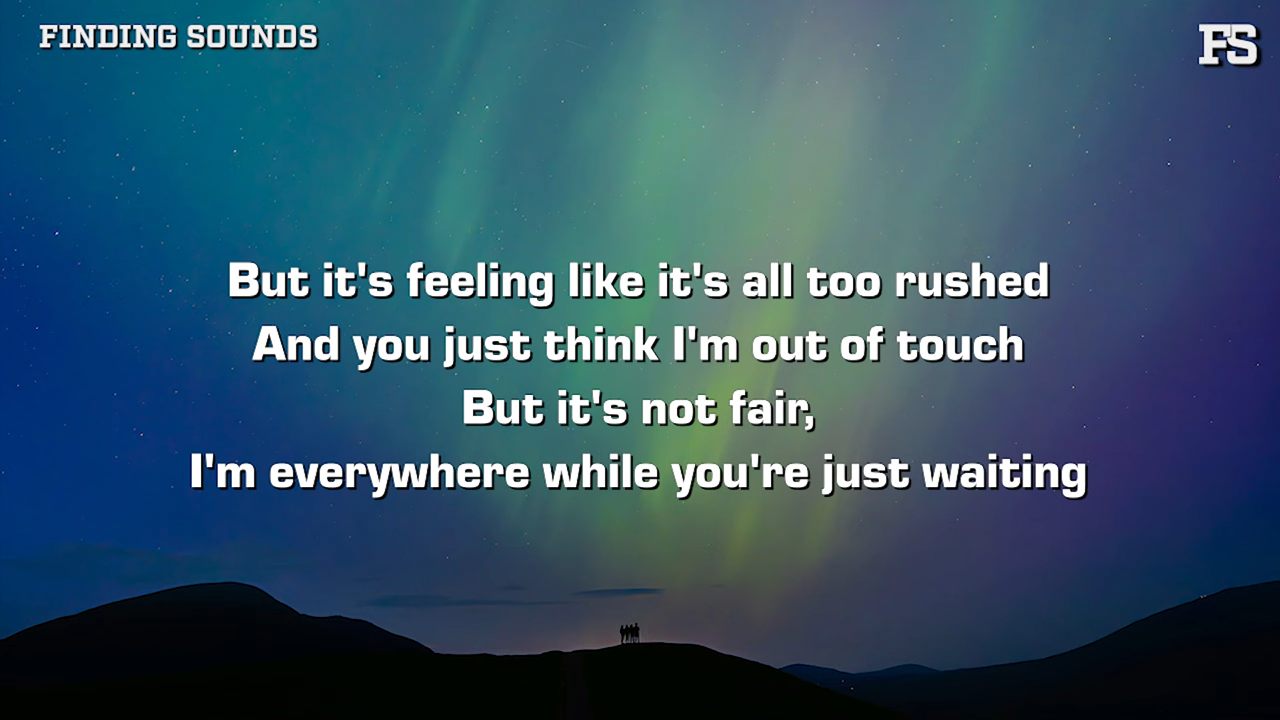 FINDING SOUNDS
FS
But it's feeling like it's all too rushed
And you just think I'm out of touch
But it's not fair,
I'm everywhere while you're just waiting